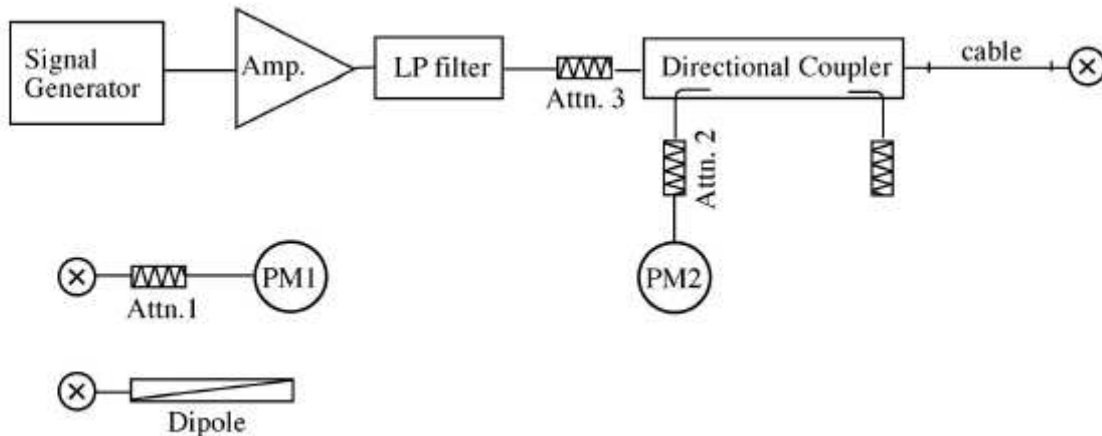 Signal
Generator
Amp.
LP filter
Attn. 3
Directional Coupler
cable
Attn. 2
PM1
Attn.1
PM2
Dipole